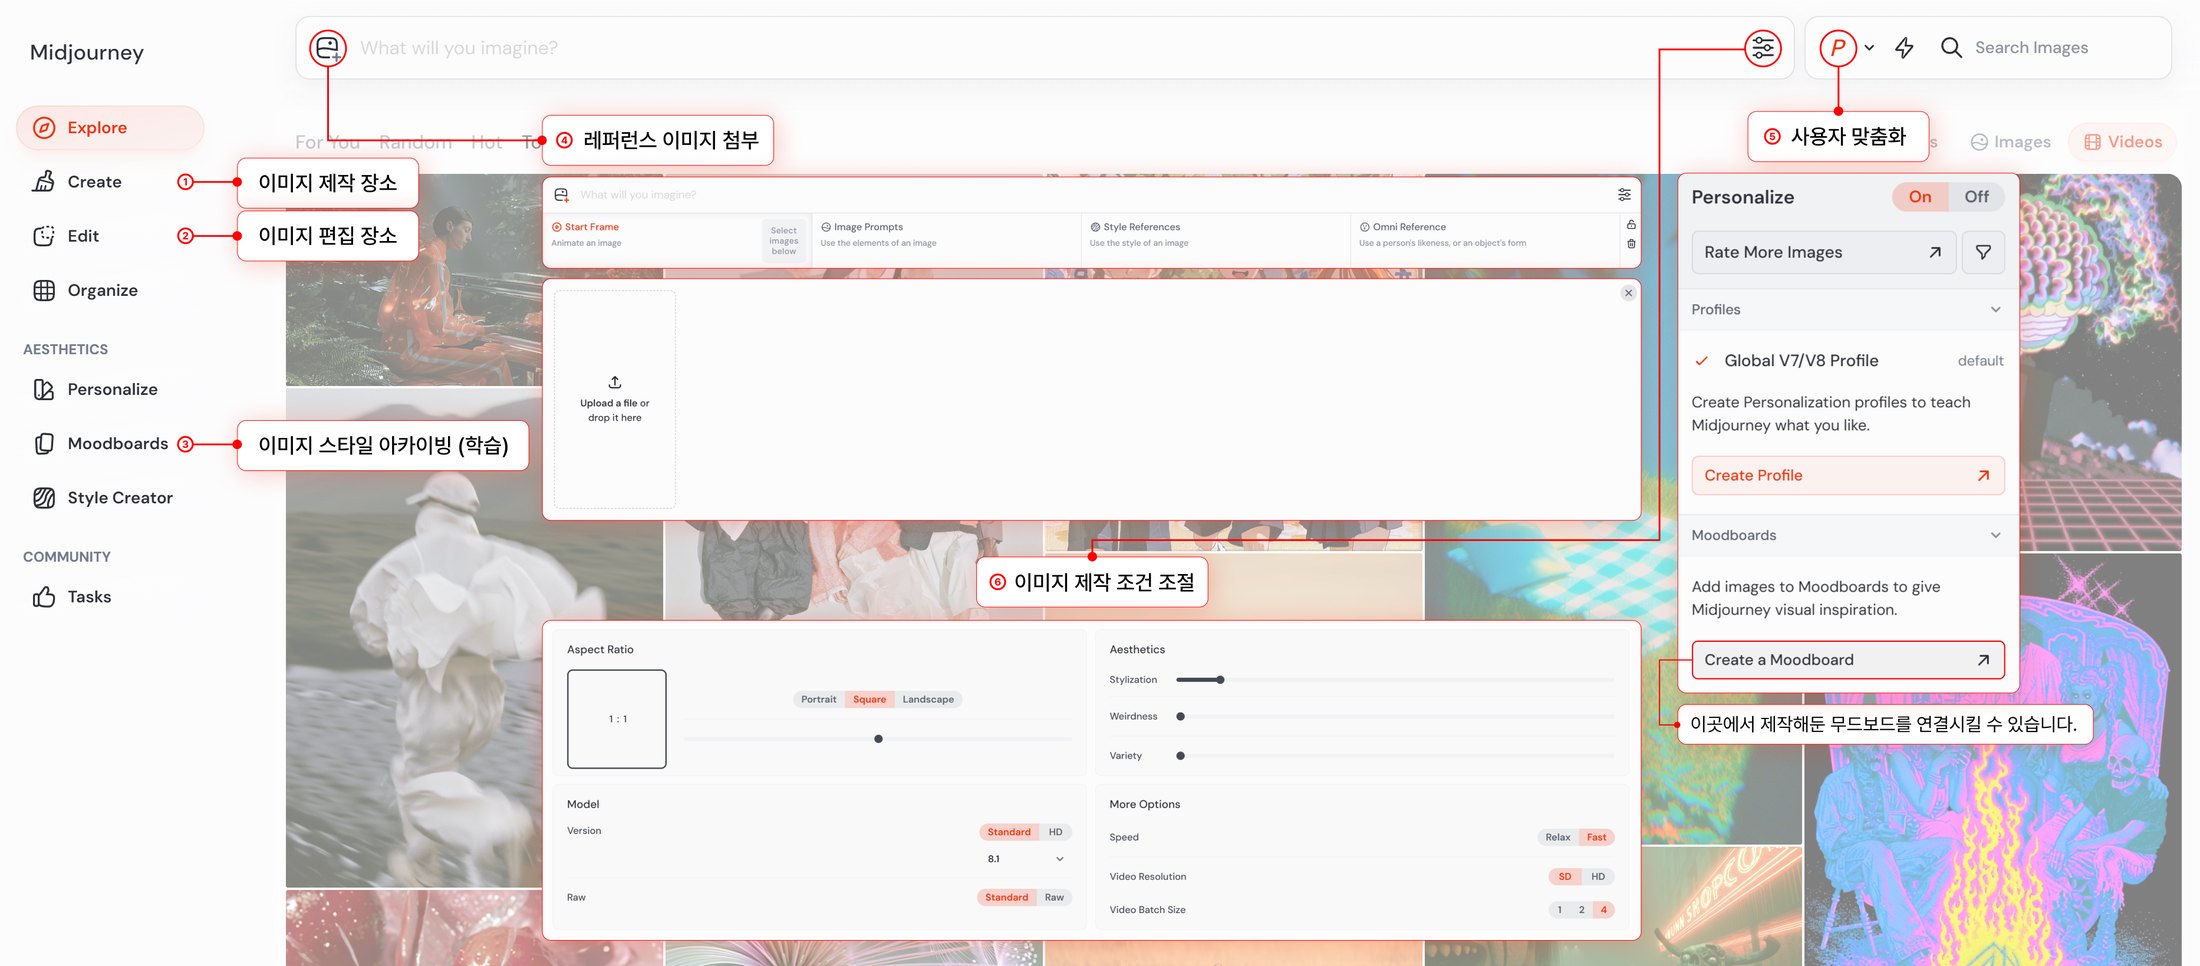 Midjourney
What will you imagine?
P
Search Images
Explore
Create
Edit
Organize
AESTHETICS
Personalize
Moodboards
Style Creator
COMMUNITY
Tasks
① 이미지 제작 장소
② 이미지 편집 장소
③ 이미지 스타일 아카이빙 (학습)
For You Random Hot
④ 레퍼런스 이미지 첨부
⑤ 사용자 맞춤화
Images
Videos
What will you imagine?
Start Frame
Animate an image
Select
images
below
Image Prompts
Use the elements of an image
Style References
Use the style of an image
Omni Reference
Use a person's likeness, or an object's form
Upload a file or
drop it here
⑥ 이미지 제작 조건 조절
Aspect Ratio
1 : 1
Portrait Square Landscape
Aesthetics
Stylization
Weirdness
Variety
Model
Version
Standard HD
8.1
Raw
Standard Raw
More Options
Speed
Relax Fast
Video Resolution
SD HD
Video Batch Size
1 2 4
Personalize
On Off
Rate More Images
Profiles
Global V7/V8 Profile default
Create Personalization profiles to teach
Midjourney what you like.
Create Profile
Moodboards
Add images to Moodboards to give
Midjourney visual inspiration.
Create a Moodboard
이곳에서 제작해둔 무드보드를 연결시킬 수 있습니다.